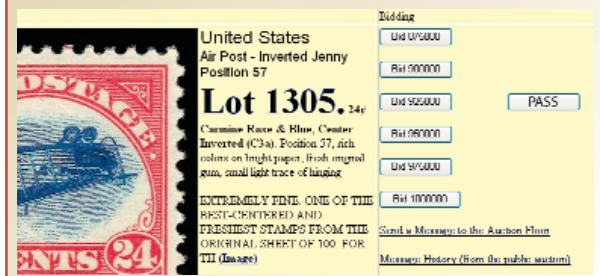 POSTAGE
CENTS 24
United States
Air Post - Inverted Jenny
Position 57
Lot 1305. 24¢
Carmine Rose & Blue, Center
Inverted (C3a). Position 57, rich
colors on bright paper, fresh original
gum, small light trace of hinging
EXTREMELY FINE. ONE OF THE
BEST-CENTERED AND
FRESHEST STAMPS FROM THE
ORIGINAL SHEET OF 100 FOR
TH (Image)
Bidding
Bid 875000
Bid 900000
Bid 925000
PASS
Bid 950000
Bid 975000
Bid 1000000
Send a Message to the Auction Floor
Message History (from the public auction)